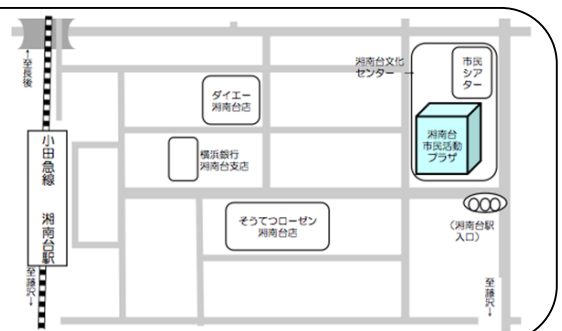 ←至長後
小田急線　湘南台駅
至藤沢→
ダイエー
湘南台店
横浜銀行
湘南台支店
そうてつローゼン
湘南台店
湘南台文化
センター
市民
シア
ター
湘南台
市民活動
プラザ
（湘南台駅
入口）
至藤沢→